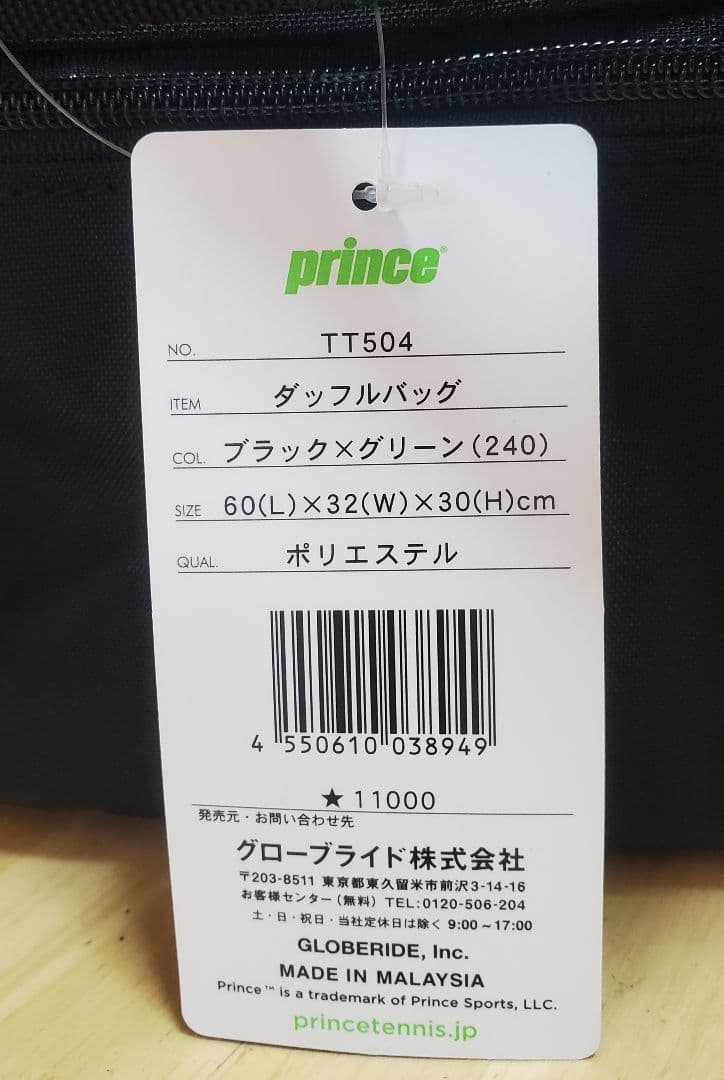 prince®
NO. TT504
ITEM ダッフルバッグ
COL. ブラック×グリーン(240)
SIZE 60(L)×32(W)×30(H)cm
QUAL. ポリエステル
4 550610 038949
★11000
発売元・お問い合わせ先
グローブライド株式会社
〒203-8511 東京都東久留米市前沢3-14-16
お客様センター(無料) TEL:0120-506-204
土・日・祝日・当社定休日は除く 9:00~17:00
GLOBERIDE, Inc.
MADE IN MALAYSIA
Prince™ is a trademark of Prince Sports, LLC.
princetennis.jp